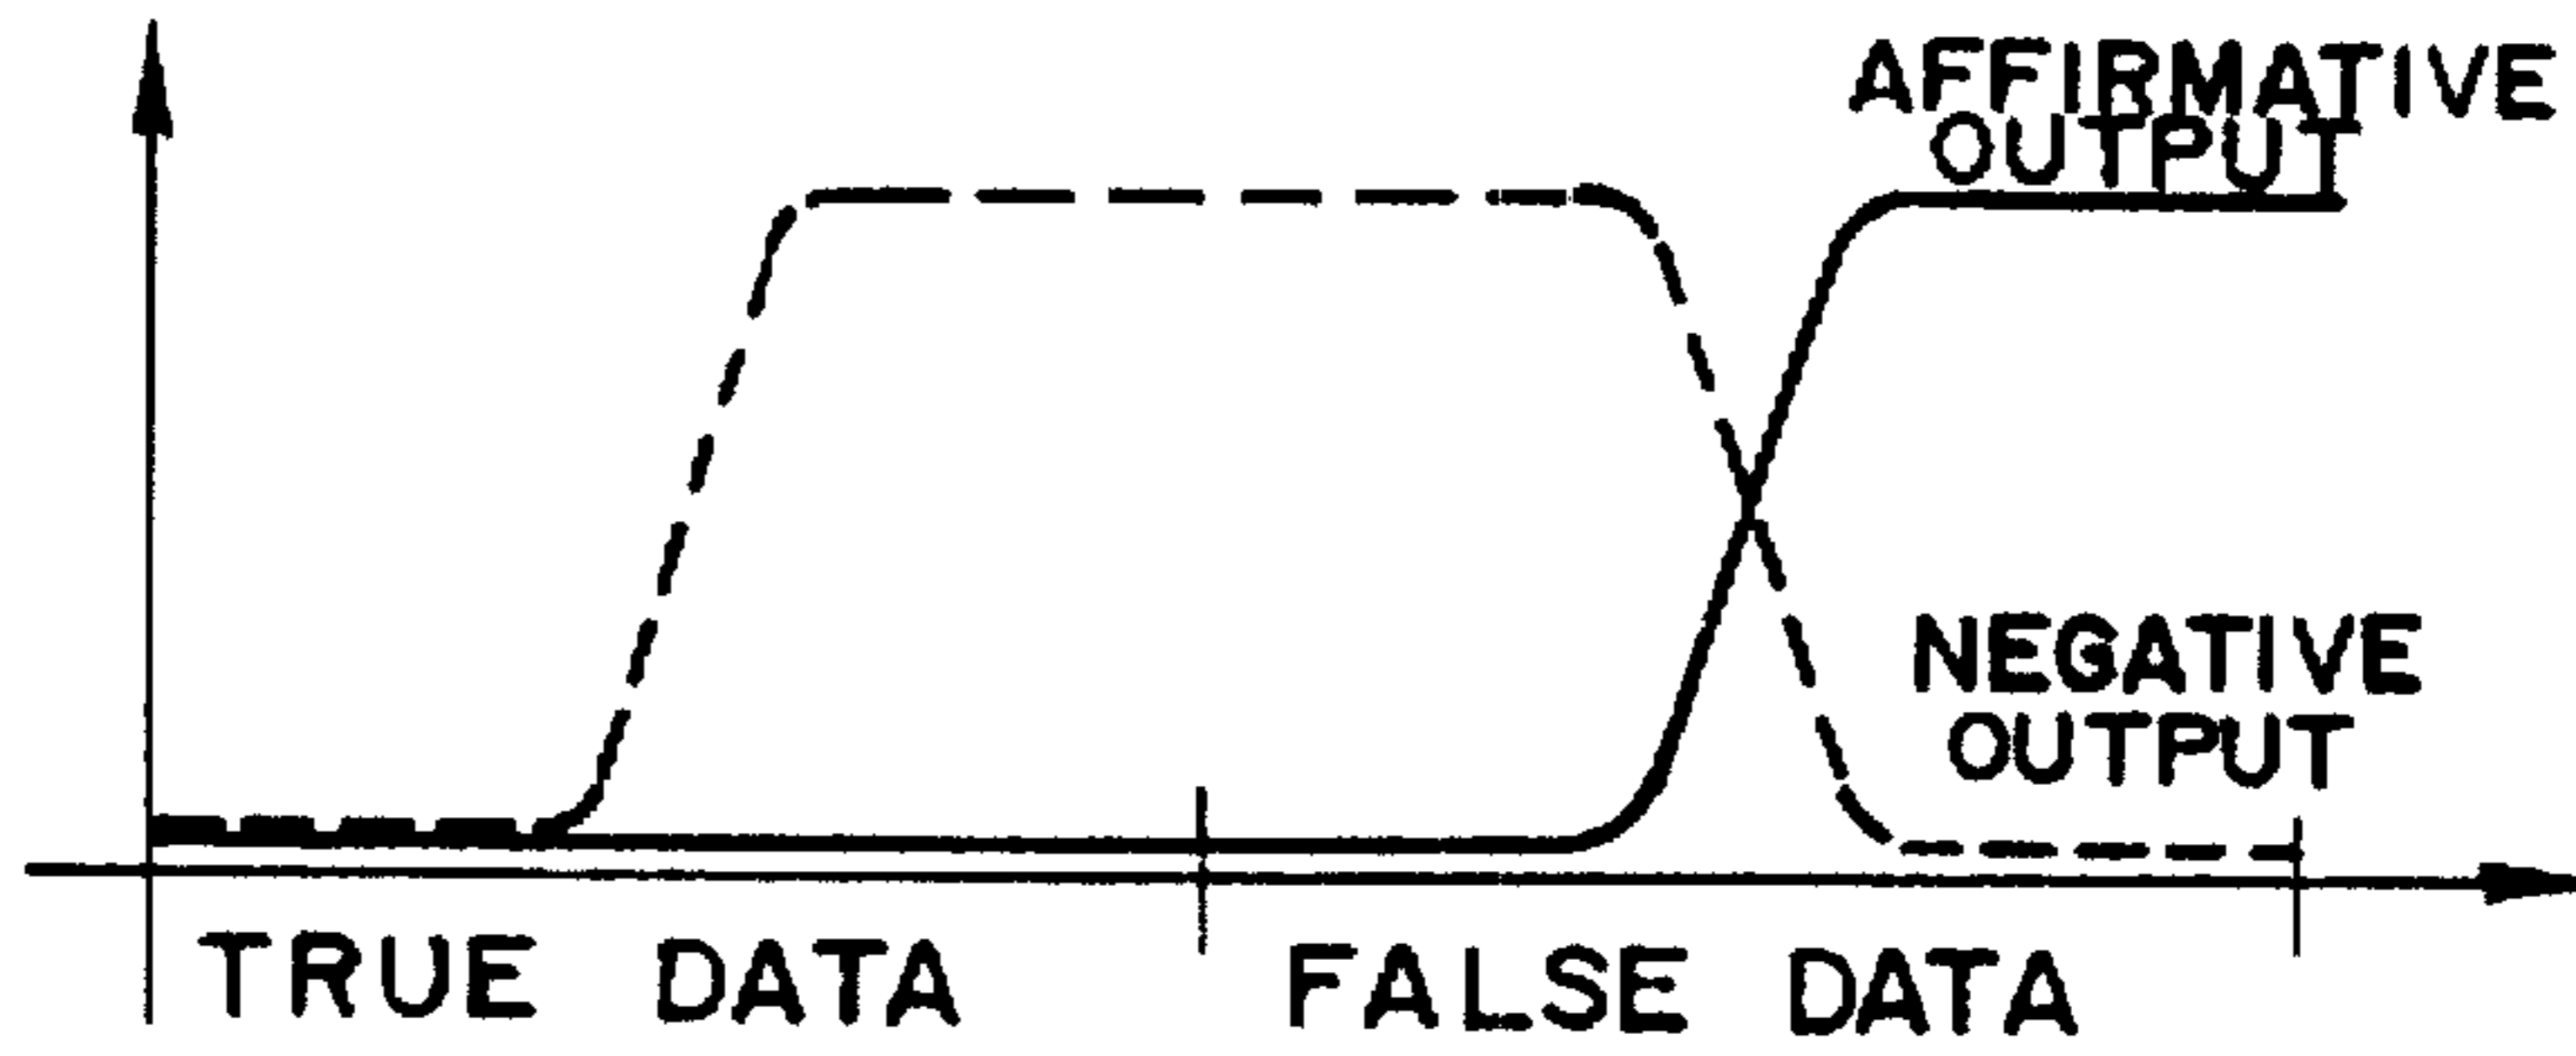 AFFIRMATIVE
OUTPUT
NEGATIVE
OUTPUT
TRUE DATA
FALSE DATA